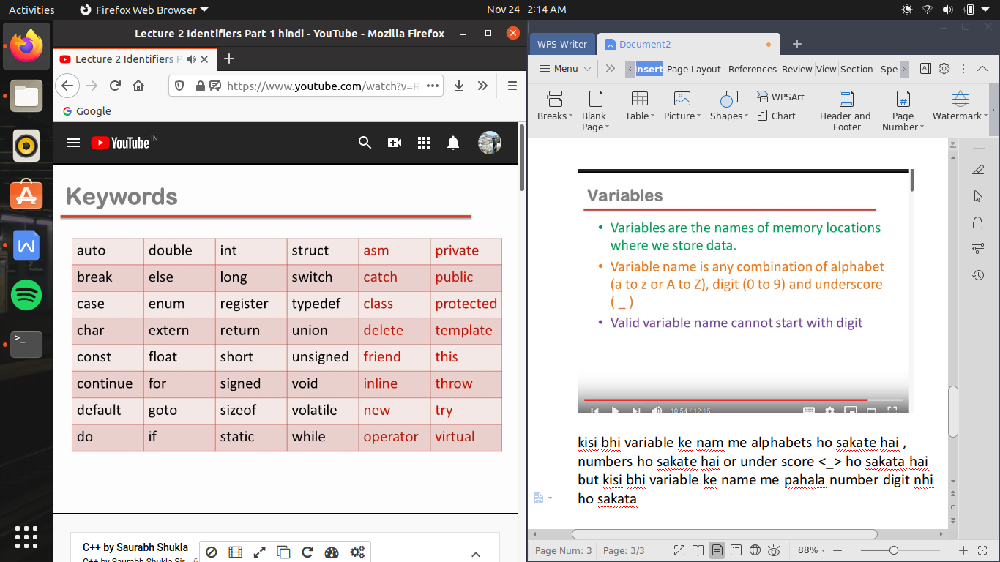 Activities Firefox Web Browser Nov 24 2:14 AM
Lecture 2 Identifiers Part 1 hindi - YouTube - Mozilla Firefox
Lecture 2 Identifiers P
https://www.youtube.com/watch?v=R
Google
YouTube IN
Keywords
auto double int struct asm private
break else long switch catch public
case enum register typedef class protected
char extern return union delete template
const float short unsigned friend this
continue for signed void inline throw
default goto sizeof volatile new try
do if static while operator virtual
C++ by Saurabh Shukla
C++ by Saurabh Shukla Sir
WPS Writer Document2
Menu Insert Page Layout References Review View Section Spe
Breaks Blank Page Table Picture Shapes WPSArt Chart Header and Footer Page Number Watermark
Variables
• Variables are the names of memory locations
where we store data.
• Variable name is any combination of alphabet
(a to z or A to Z), digit (0 to 9) and underscore
( _ )
• Valid variable name cannot start with digit
10:54 / 12:15
kisi bhi variable ke nam me alphabets ho sakate hai ,
numbers ho sakate hai or under score <_> ho sakata hai
but kisi bhi variable ke name me pahala number digit nhi
ho sakata
Page Num: 3 Page: 3/3 88%